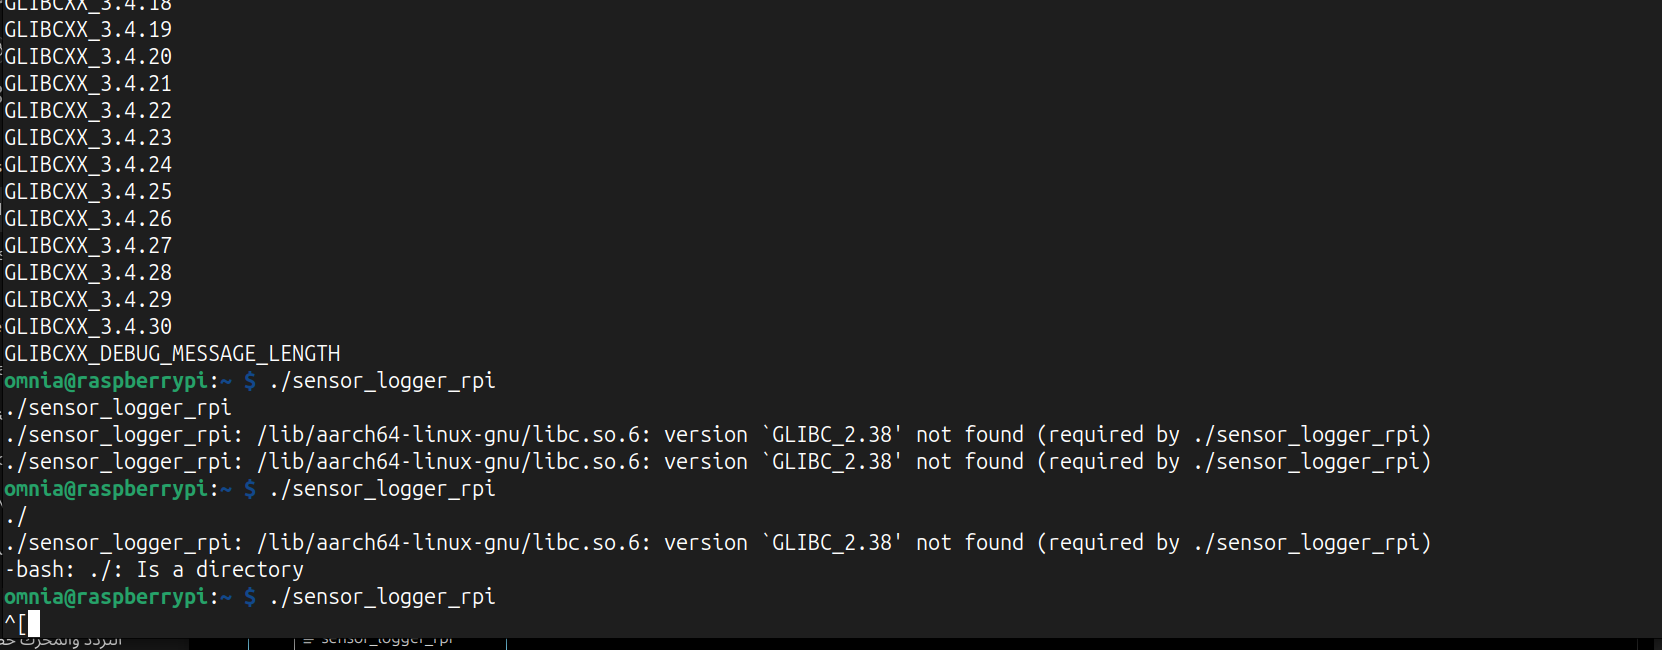 GLIBCXX_3.4.18
GLIBCXX_3.4.19
GLIBCXX_3.4.20
GLIBCXX_3.4.21
GLIBCXX_3.4.22
GLIBCXX_3.4.23
GLIBCXX_3.4.24
GLIBCXX_3.4.25
GLIBCXX_3.4.26
GLIBCXX_3.4.27
GLIBCXX_3.4.28
GLIBCXX_3.4.29
GLIBCXX_3.4.30
GLIBCXX_DEBUG_MESSAGE_LENGTH
omnia@raspberrypi:~ $ ./sensor_logger_rpi
./sensor_logger_rpi
./sensor_logger_rpi: /lib/aarch64-linux-gnu/libc.so.6: version `GLIBC_2.38' not found (required by ./sensor_logger_rpi)
./sensor_logger_rpi: /lib/aarch64-linux-gnu/libc.so.6: version `GLIBC_2.38' not found (required by ./sensor_logger_rpi)
omnia@raspberrypi:~ $ ./sensor_logger_rpi
./
./sensor_logger_rpi: /lib/aarch64-linux-gnu/libc.so.6: version `GLIBC_2.38' not found (required by ./sensor_logger_rpi)
-bash: ./: Is a directory
omnia@raspberrypi:~ $ ./sensor_logger_rpi
^[
التردد والمحرك
sensor_logger_rpi